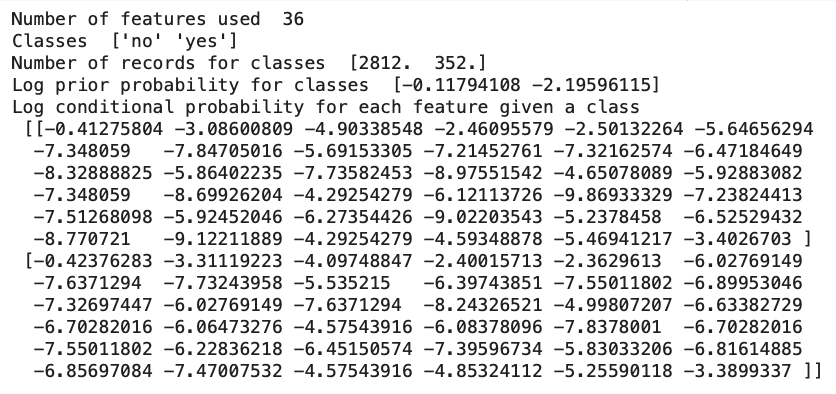 Number of features used  36
Classes  ['no' 'yes']
Number of records for classes  [2812.  352.]
Log prior probability for classes  [-0.11794108 -2.19596115]
Log conditional probability for each feature given a class
 [[-0.41275804 -3.08600809 -4.90338548 -2.46095579 -2.50132264 -5.64656294
  -7.348059   -7.84705016 -5.69153305 -7.21452761 -7.32162574 -6.47184649
  -8.32888825 -5.86402235 -7.73582453 -8.97551542 -4.65078089 -5.92883082
  -7.348059   -8.69926204 -4.29254279 -6.12113726 -9.86933329 -7.23824413
  -7.51268098 -5.92452046 -6.27354426 -9.02203543 -5.2378458  -6.52529432
  -8.770721   -9.12211889 -4.29254279 -4.59348878 -5.46941217 -3.4026703 ]
 [-0.42376283 -3.31119223 -4.09748847 -2.40015713 -2.3629613  -6.02769149
  -7.6371294  -7.73243958 -5.535215   -6.39743851 -7.55011802 -6.89953046
  -7.32697447 -6.02769149 -7.6371294  -8.24326521 -4.99807207 -6.63382729
  -6.70282016 -6.06473276 -4.57543916 -6.08378096 -7.8378001  -6.70282016
  -7.55011802 -6.22836218 -6.45150574 -7.39596734 -5.83033206 -6.81614885
  -6.85697084 -7.47007532 -4.57543916 -4.85324112 -5.25590118 -3.3899337 ]]